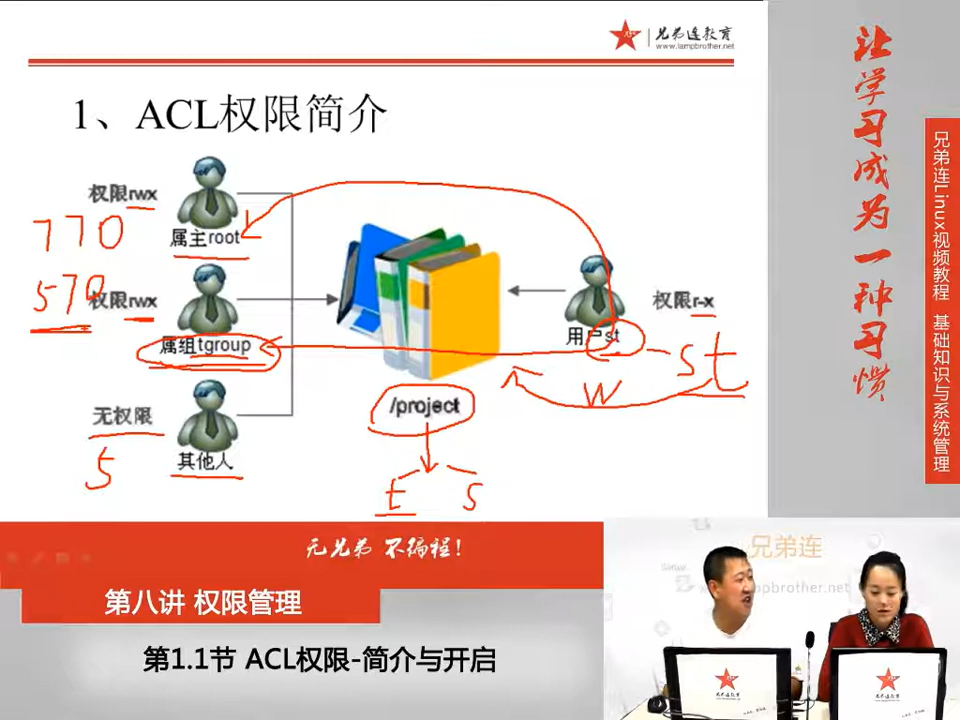 兄弟连教育
www.lampbrother.net
1、ACL权限简介
权限rwx
770
属主root
570
权限rwx
属组tgroup
无权限
5
其他人
/project
t s
用户st
权限r-x
st
w
让学习成为一种习惯
兄弟连Linux视频教程 基础知识与系统管理
无兄弟 不编程!
第八讲 权限管理
第1.1节 ACL权限-简介与开启
兄弟连